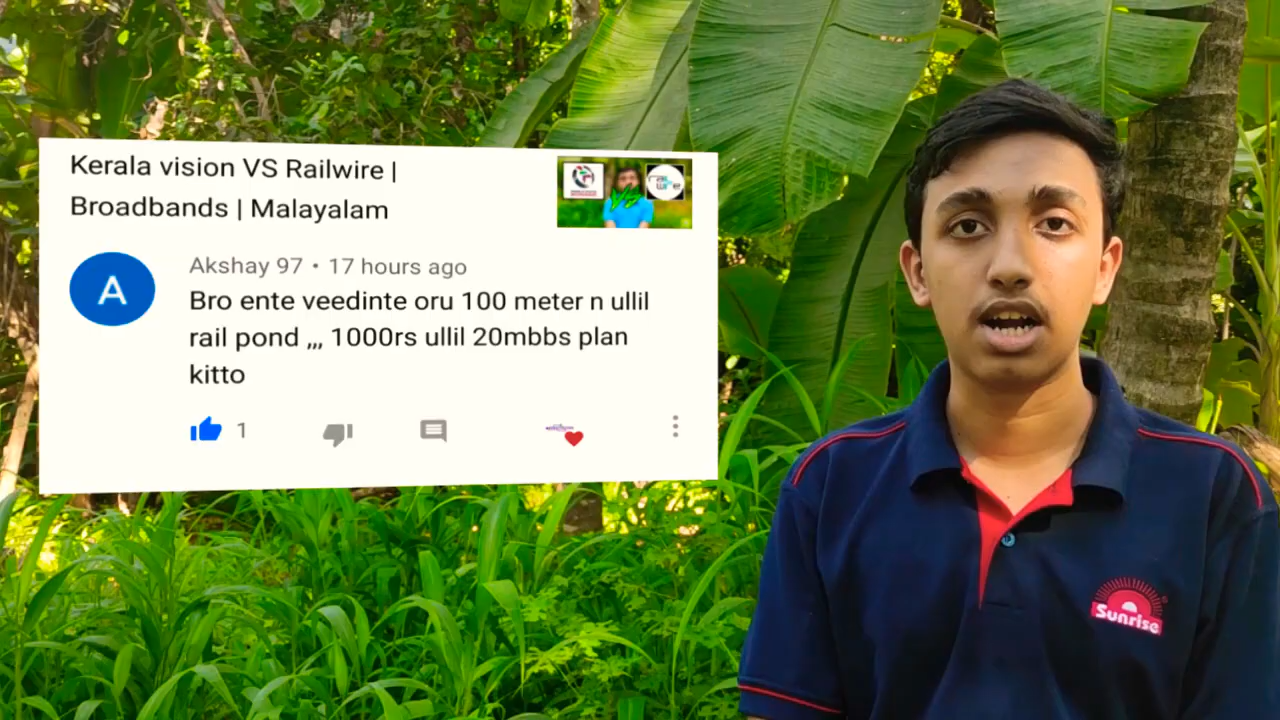 Kerala vision VS Railwire |
Broadbands | Malayalam
Akshay 97 • 17 hours ago
A
Bro ente veedinte oru 100 meter n ullil
rail pond ,,, 1000rs ullil 20mbbs plan
kitto
1
Sunrise